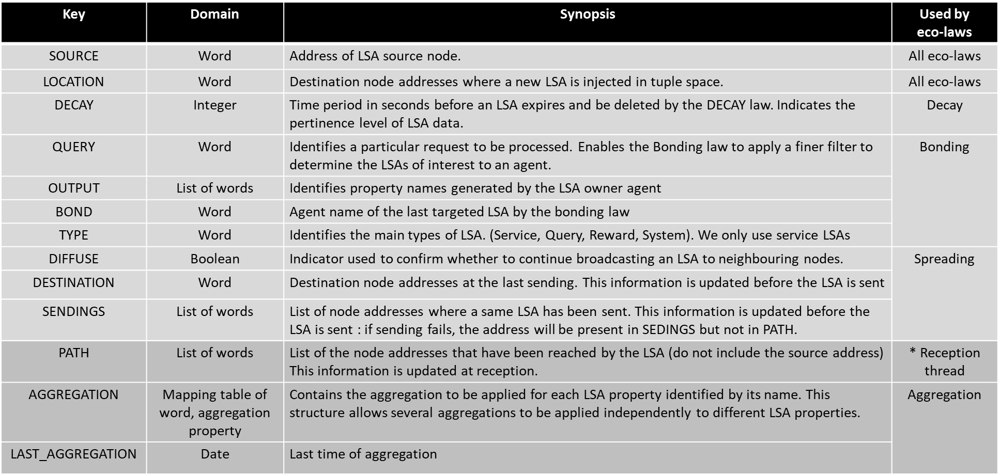 Key Domain Synopsis Used by
eco-laws
SOURCE Word Address of LSA source node. All eco-laws
LOCATION Word Destination node addresses where a new LSA is injected in tuple space. All eco-laws
DECAY Integer Time period in seconds before an LSA expires and be deleted by the DECAY law. Indicates the Decay
pertinence level of LSA data.
QUERY Word Identifies a particular request to be processed. Enables the Bonding law to apply a finer filter to Bonding
determine the LSAs of interest to an agent.
OUTPUT List of words Identifies property names generated by the LSA owner agent
BOND Word Agent name of the last targeted LSA by the bonding law
TYPE Word Identifies the main types of LSA. (Service, Query, Reward, System). We only use service LSAs
DIFFUSE Boolean Indicator used to confirm whether to continue broadcasting an LSA to neighbouring nodes. Spreading
DESTINATION Word Destination node addresses at the last sending. This information is updated before the LSA is sent
SENDINGS List of words List of node addresses where a same LSA has been sent. This information is updated before the
LSA is sent : if sending fails, the address will be present in SEDINGS but not in PATH.
PATH List of words List of the node addresses that have been reached by the LSA (do not include the source address) * Reception
This information is updated at reception. thread
AGGREGATION Mapping table of Contains the aggregation to be applied for each LSA property identified by its name. This Aggregation
word, aggregation structure allows several aggregations to be applied independently to different LSA properties.
property
LAST_AGGREGATION Date Last time of aggregation